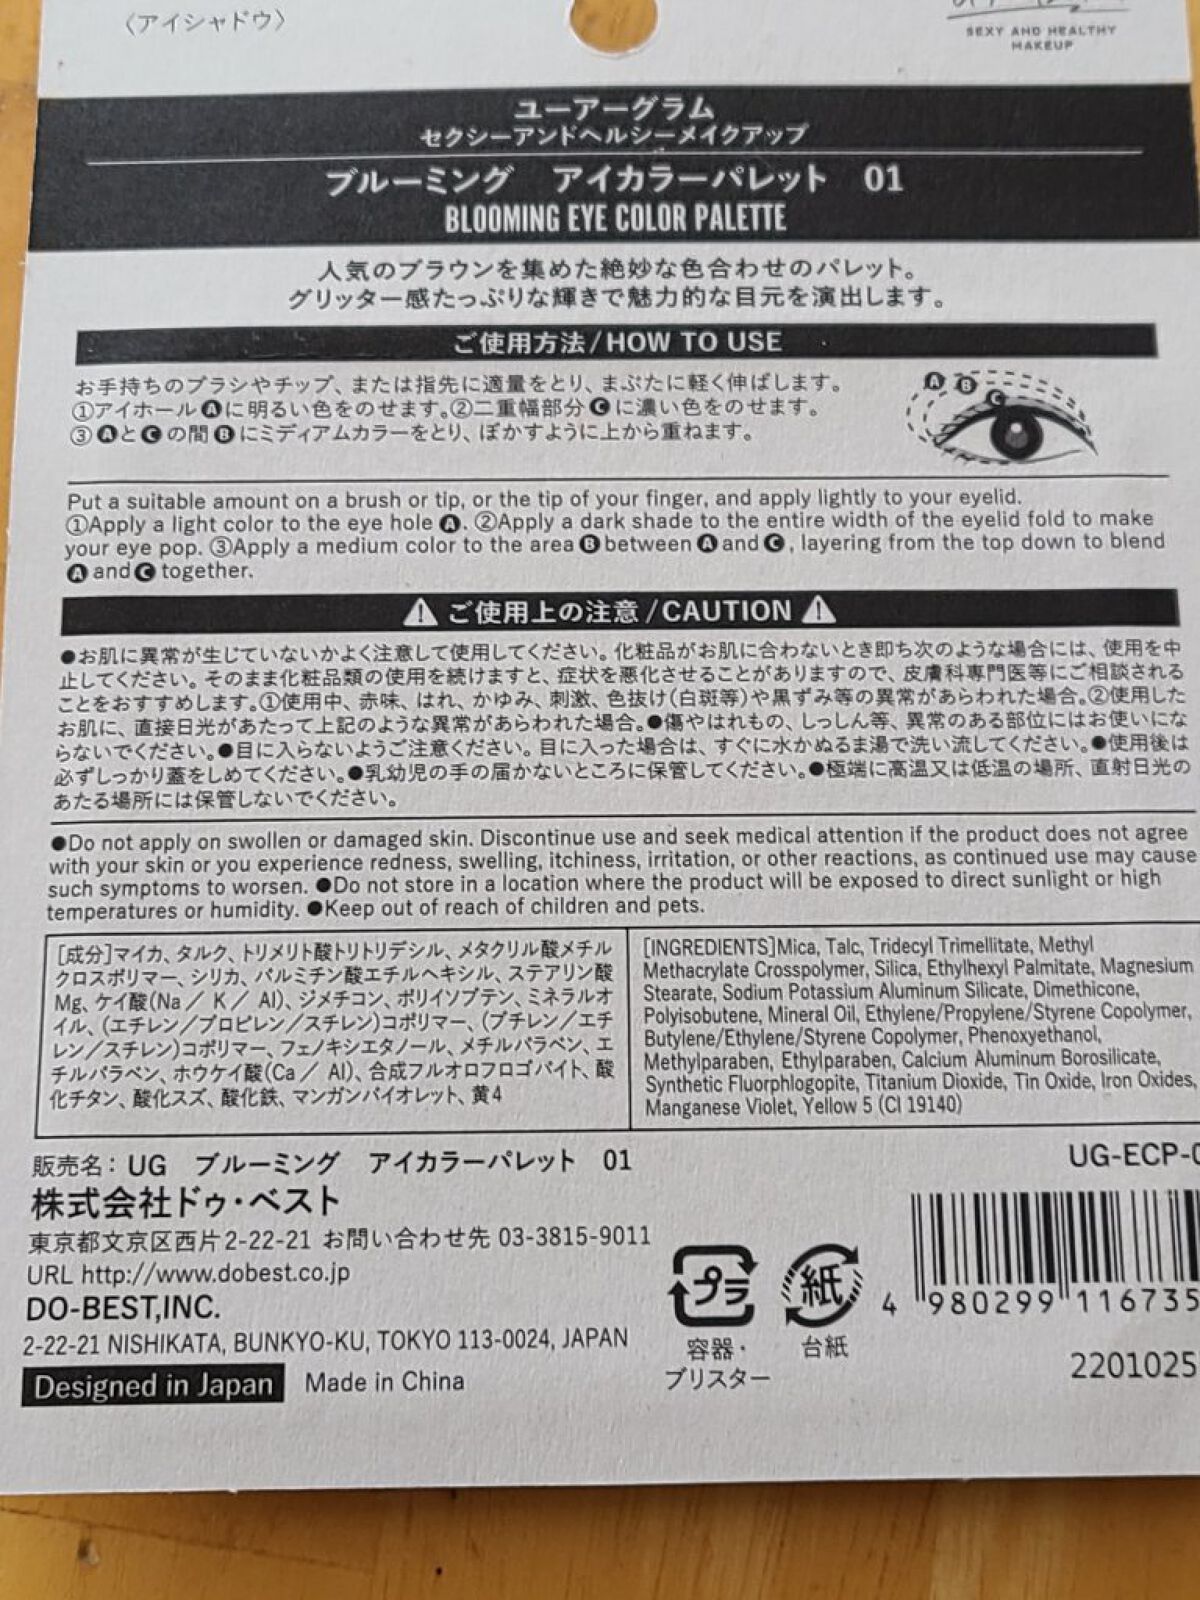 〈アイシャドウ〉
SEXY AND HEALTHY
MAKEUP
ユーアーグラム
セクシーアンドヘルシーメイクアップ
ブルーミング アイカラーパレット 01
BLOOMING EYE COLOR PALETTE
人気のブラウンを集めた絶妙な色合わせのパレット。
グリッター感たっぷりな輝きで魅力的な目元を演出します。
ご使用方法/HOW TO USE
お手持ちのブラシやチップ、または指先に適量をとり、まぶたに軽く伸ばします。
①アイホールAに明るい色をのせます。②二重幅部分Cに濃い色をのせます。
③AとCの間Bにミディアムカラーをとり、ぼかすように上から重ねます。
A B C
Put a suitable amount on a brush or tip, or the tip of your finger, and apply lightly to your eyelid.
①Apply a light color to the eye hole A. ②Apply a dark shade to the entire width of the eyelid fold to make
your eye pop. ③Apply a medium color to the area B between A and C, layering from the top down to blend
A and C together.
ご使用上の注意/CAUTION
●お肌に異常が生じていないかよく注意して使用してください。化粧品がお肌に合わないとき即ち次のような場合には、使用を中
止してください。そのまま化粧品類の使用を続けますと、症状を悪化させることがありますので、皮膚科専門医等にご相談される
ことをおすすめします。①使用中、赤味、はれ、かゆみ、刺激、色抜け(白斑等)や黒ずみ等の異常があらわれた場合。②使用した
お肌に、直接日光があたって上記のような異常があらわれた場合。●傷やはれもの、しっしん等、異常のある部位にはお使いにな
らないでください。●目に入らないようご注意ください。目に入った場合は、すぐに水かぬるま湯で洗い流してください。●使用後は
必ずしっかり蓋をしめてください。●乳幼児の手の届かないところに保管してください。●極端に高温又は低温の場所、直射日光の
あたる場所には保管しないでください。
●Do not apply on swollen or damaged skin. Discontinue use and seek medical attention if the product does not agree
with your skin or you experience redness, swelling, itchiness, irritation, or other reactions, as continued use may cause
such symptoms to worsen. ●Do not store in a location where the product will be exposed to direct sunlight or high
temperatures or humidity. ●Keep out of reach of children and pets.
[成分]マイカ、タルク、トリメリト酸トリトリデシル、メタクリル酸メチル
クロスポリマー、シリカ、パルミチン酸エチルヘキシル、ステアリン酸
Mg、ケイ酸(Na／K／Al)、ジメチコン、ポリイソブテン、ミネラルオ
イル、(エチレン／プロピレン／スチレン)コポリマー、(ブチレン／エチ
レン／スチレン)コポリマー、フェノキシエタノール、メチルパラベン、エ
チルパラベン、ホウケイ酸(Ca／Al)、合成フルオロフロゴパイト、酸
化チタン、酸化スズ、酸化鉄、マンガンバイオレット、黄4
[INGREDIENTS]Mica, Talc, Tridecyl Trimellitate, Methyl
Methacrylate Crosspolymer, Silica, Ethylhexyl Palmitate, Magnesium
Stearate, Sodium Potassium Aluminum Silicate, Dimethicone,
Polyisobutene, Mineral Oil, Ethylene/Propylene/Styrene Copolymer,
Butylene/Ethylene/Styrene Copolymer, Phenoxyethanol,
Methylparaben, Ethylparaben, Calcium Aluminum Borosilicate,
Synthetic Fluorphlogopite, Titanium Dioxide, Tin Oxide, Iron Oxides,
Manganese Violet, Yellow 5 (CI 19140)
販売名：UG ブルーミング アイカラーパレット 01
株式会社ドゥ・ベスト
東京都文京区西片2-22-21 お問い合わせ先 03-3815-9011
URL http://www.dobest.co.jp
DO-BEST,INC.
2-22-21 NISHIKATA, BUNKYO-KU, TOKYO 113-0024, JAPAN
Designed in Japan Made in China
プラ
容器・
ブリスター
紙
台紙
UG-ECP-0
4 980299 116735
2201025